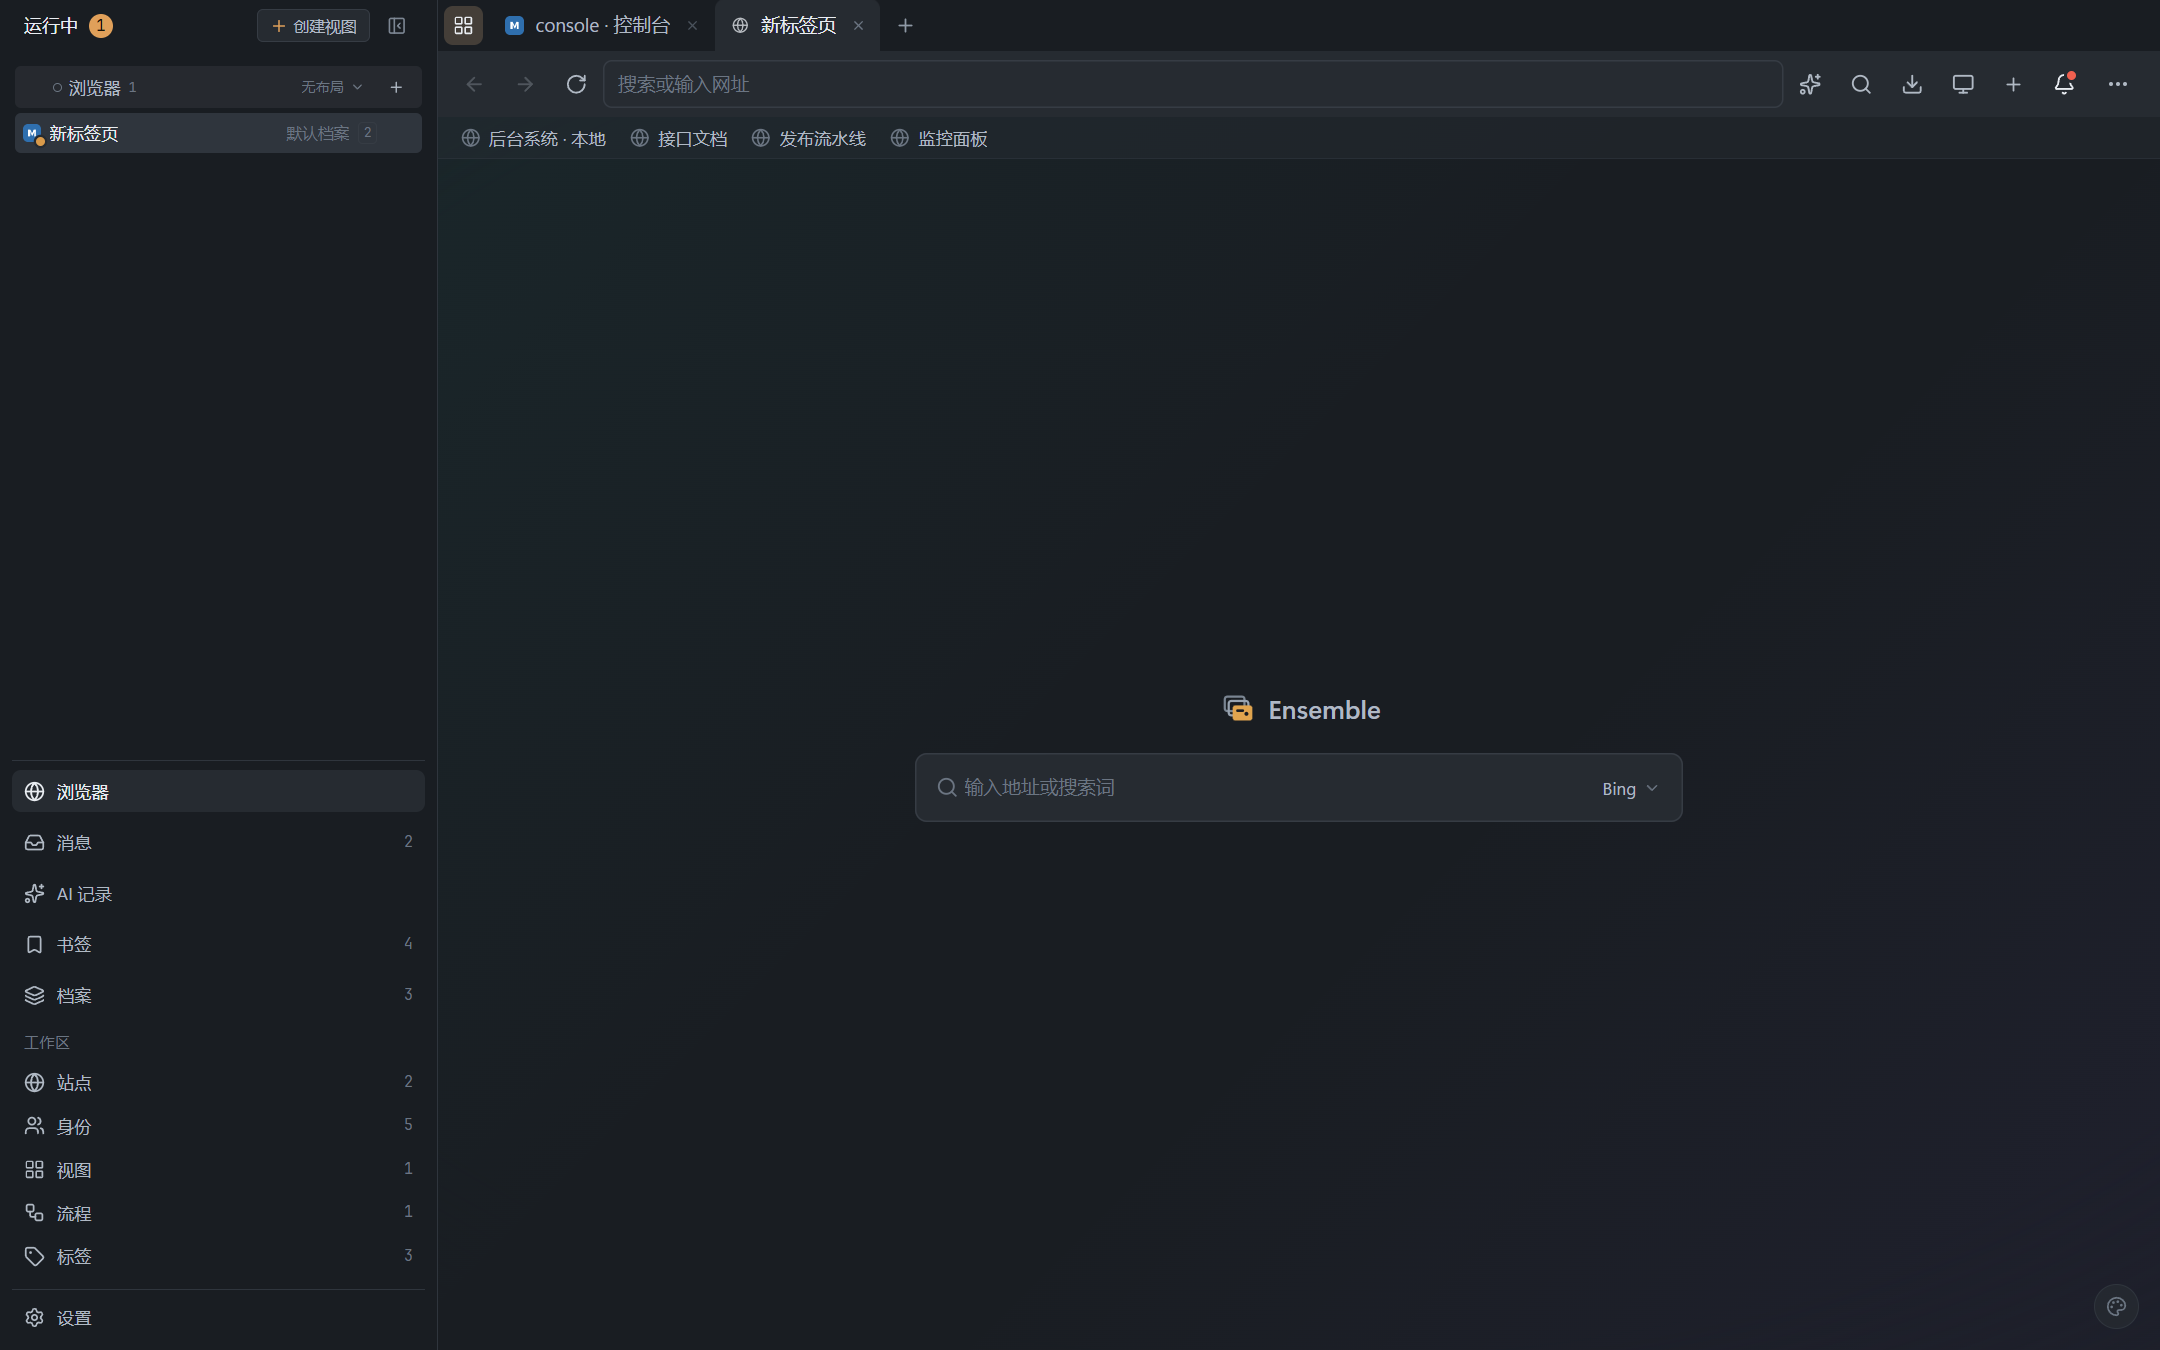 运行中 1
创建视图
浏览器 1
无布局
新标签页
默认档案 2
浏览器
消息 2
AI 记录
书签 4
档案 3
工作区
站点 2
身份 5
视图 1
流程 1
标签 3
设置
console · 控制台
新标签页
搜索或输入网址
后台系统 · 本地
接口文档
发布流水线
监控面板
Ensemble
输入地址或搜索词
Bing